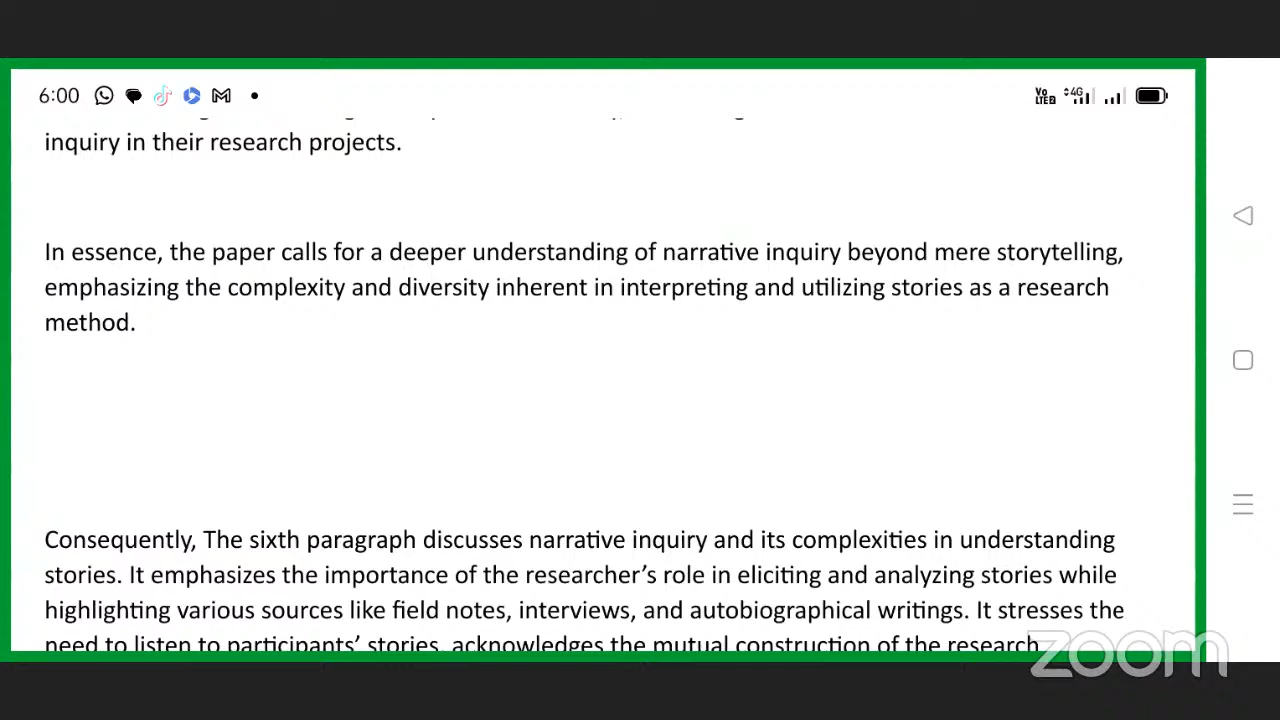 6:00
Vo LTE2 4G
inquiry in their research projects.
In essence, the paper calls for a deeper understanding of narrative inquiry beyond mere storytelling,
emphasizing the complexity and diversity inherent in interpreting and utilizing stories as a research
method.
Consequently, The sixth paragraph discusses narrative inquiry and its complexities in understanding
stories. It emphasizes the importance of the researcher’s role in eliciting and analyzing stories while
highlighting various sources like field notes, interviews, and autobiographical writings. It stresses the
need to listen to participants’ stories, acknowledges the mutual construction of the research
zoom